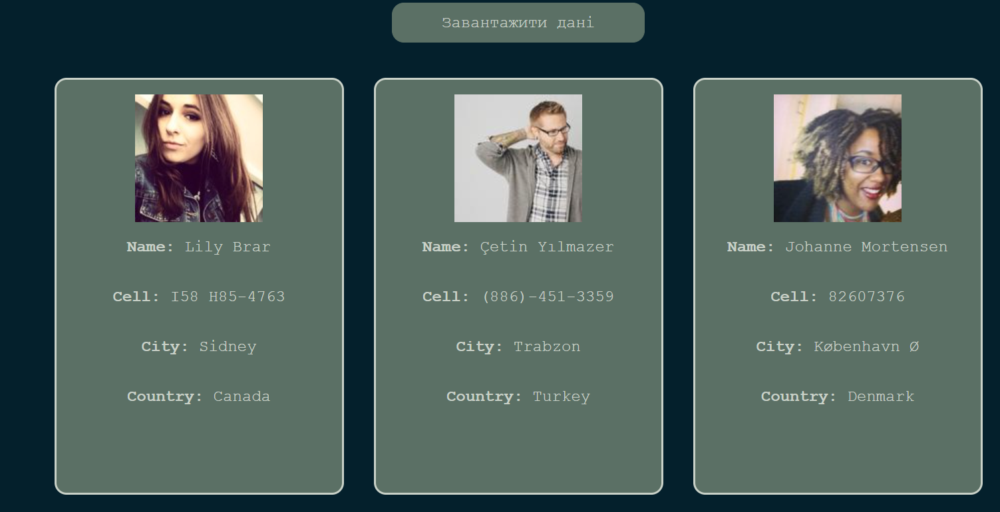 Завантажити дані
Name: Lily Brar
Cell: I58 H85-4763
City: Sidney
Country: Canada
Name: Çetin Yılmazer
Cell: (886)-451-3359
City: Trabzon
Country: Turkey
Name: Johanne Mortensen
Cell: 82607376
City: København Ø
Country: Denmark